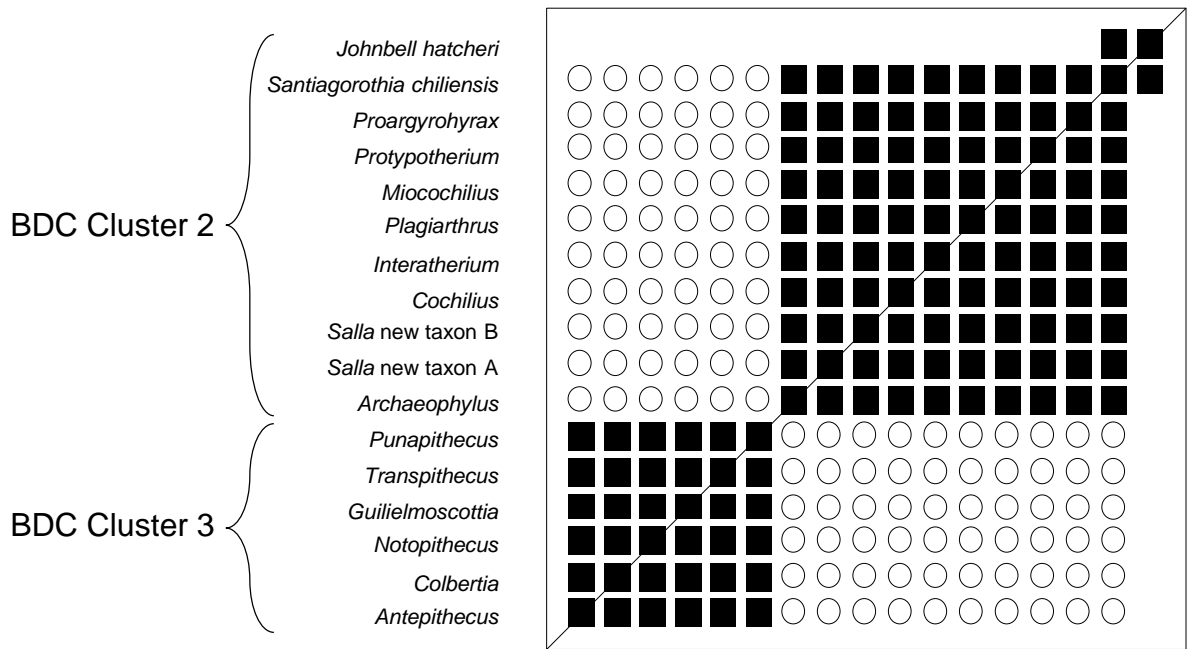 Johnbell hatcheri
Santiagorothia chiliensis
Proargyrohyrax
Protypotherium
Miocochilius
BDC Cluster 2
Plagiarthrus
Interatherium
Cochilius
Salla new taxon B
Salla new taxon A
Archaeophylus
Punapithecus
Transpithecus
Guilielmoscottia
BDC Cluster 3
Notopithecus
Colbertia
Antepithecus